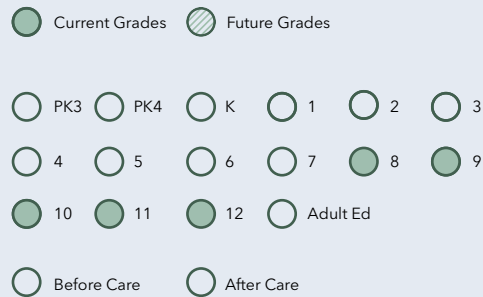 Current Grades Future Grades
PK3 PK4 K 1 2 3
4 5 6 7 8 9
10 11 12 Adult Ed
Before Care After Care